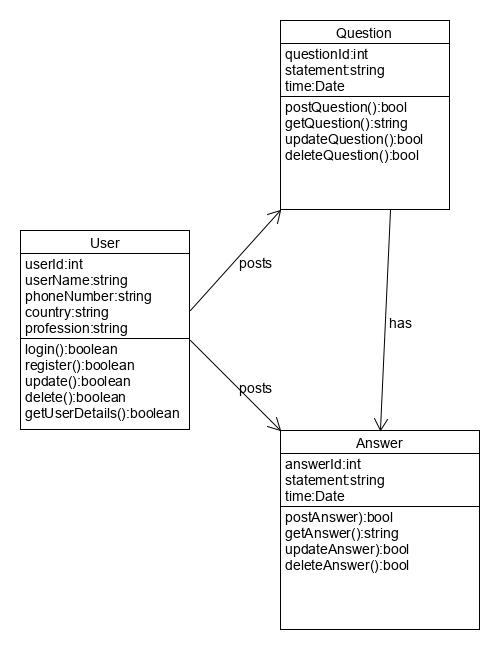 Question
questionId:int
statement:string
time:Date
postQuestion():bool
getQuestion():string
updateQuestion():bool
deleteQuestion():bool
User
userId:int
userName:string
phoneNumber:string
country:string
profession:string
login():boolean
register():boolean
update():boolean
delete():boolean
getUserDetails():boolean
posts
posts
has
Answer
answerId:int
statement:string
time:Date
postAnswer):bool
getAnswer():string
updateAnswer):bool
deleteAnswer():bool